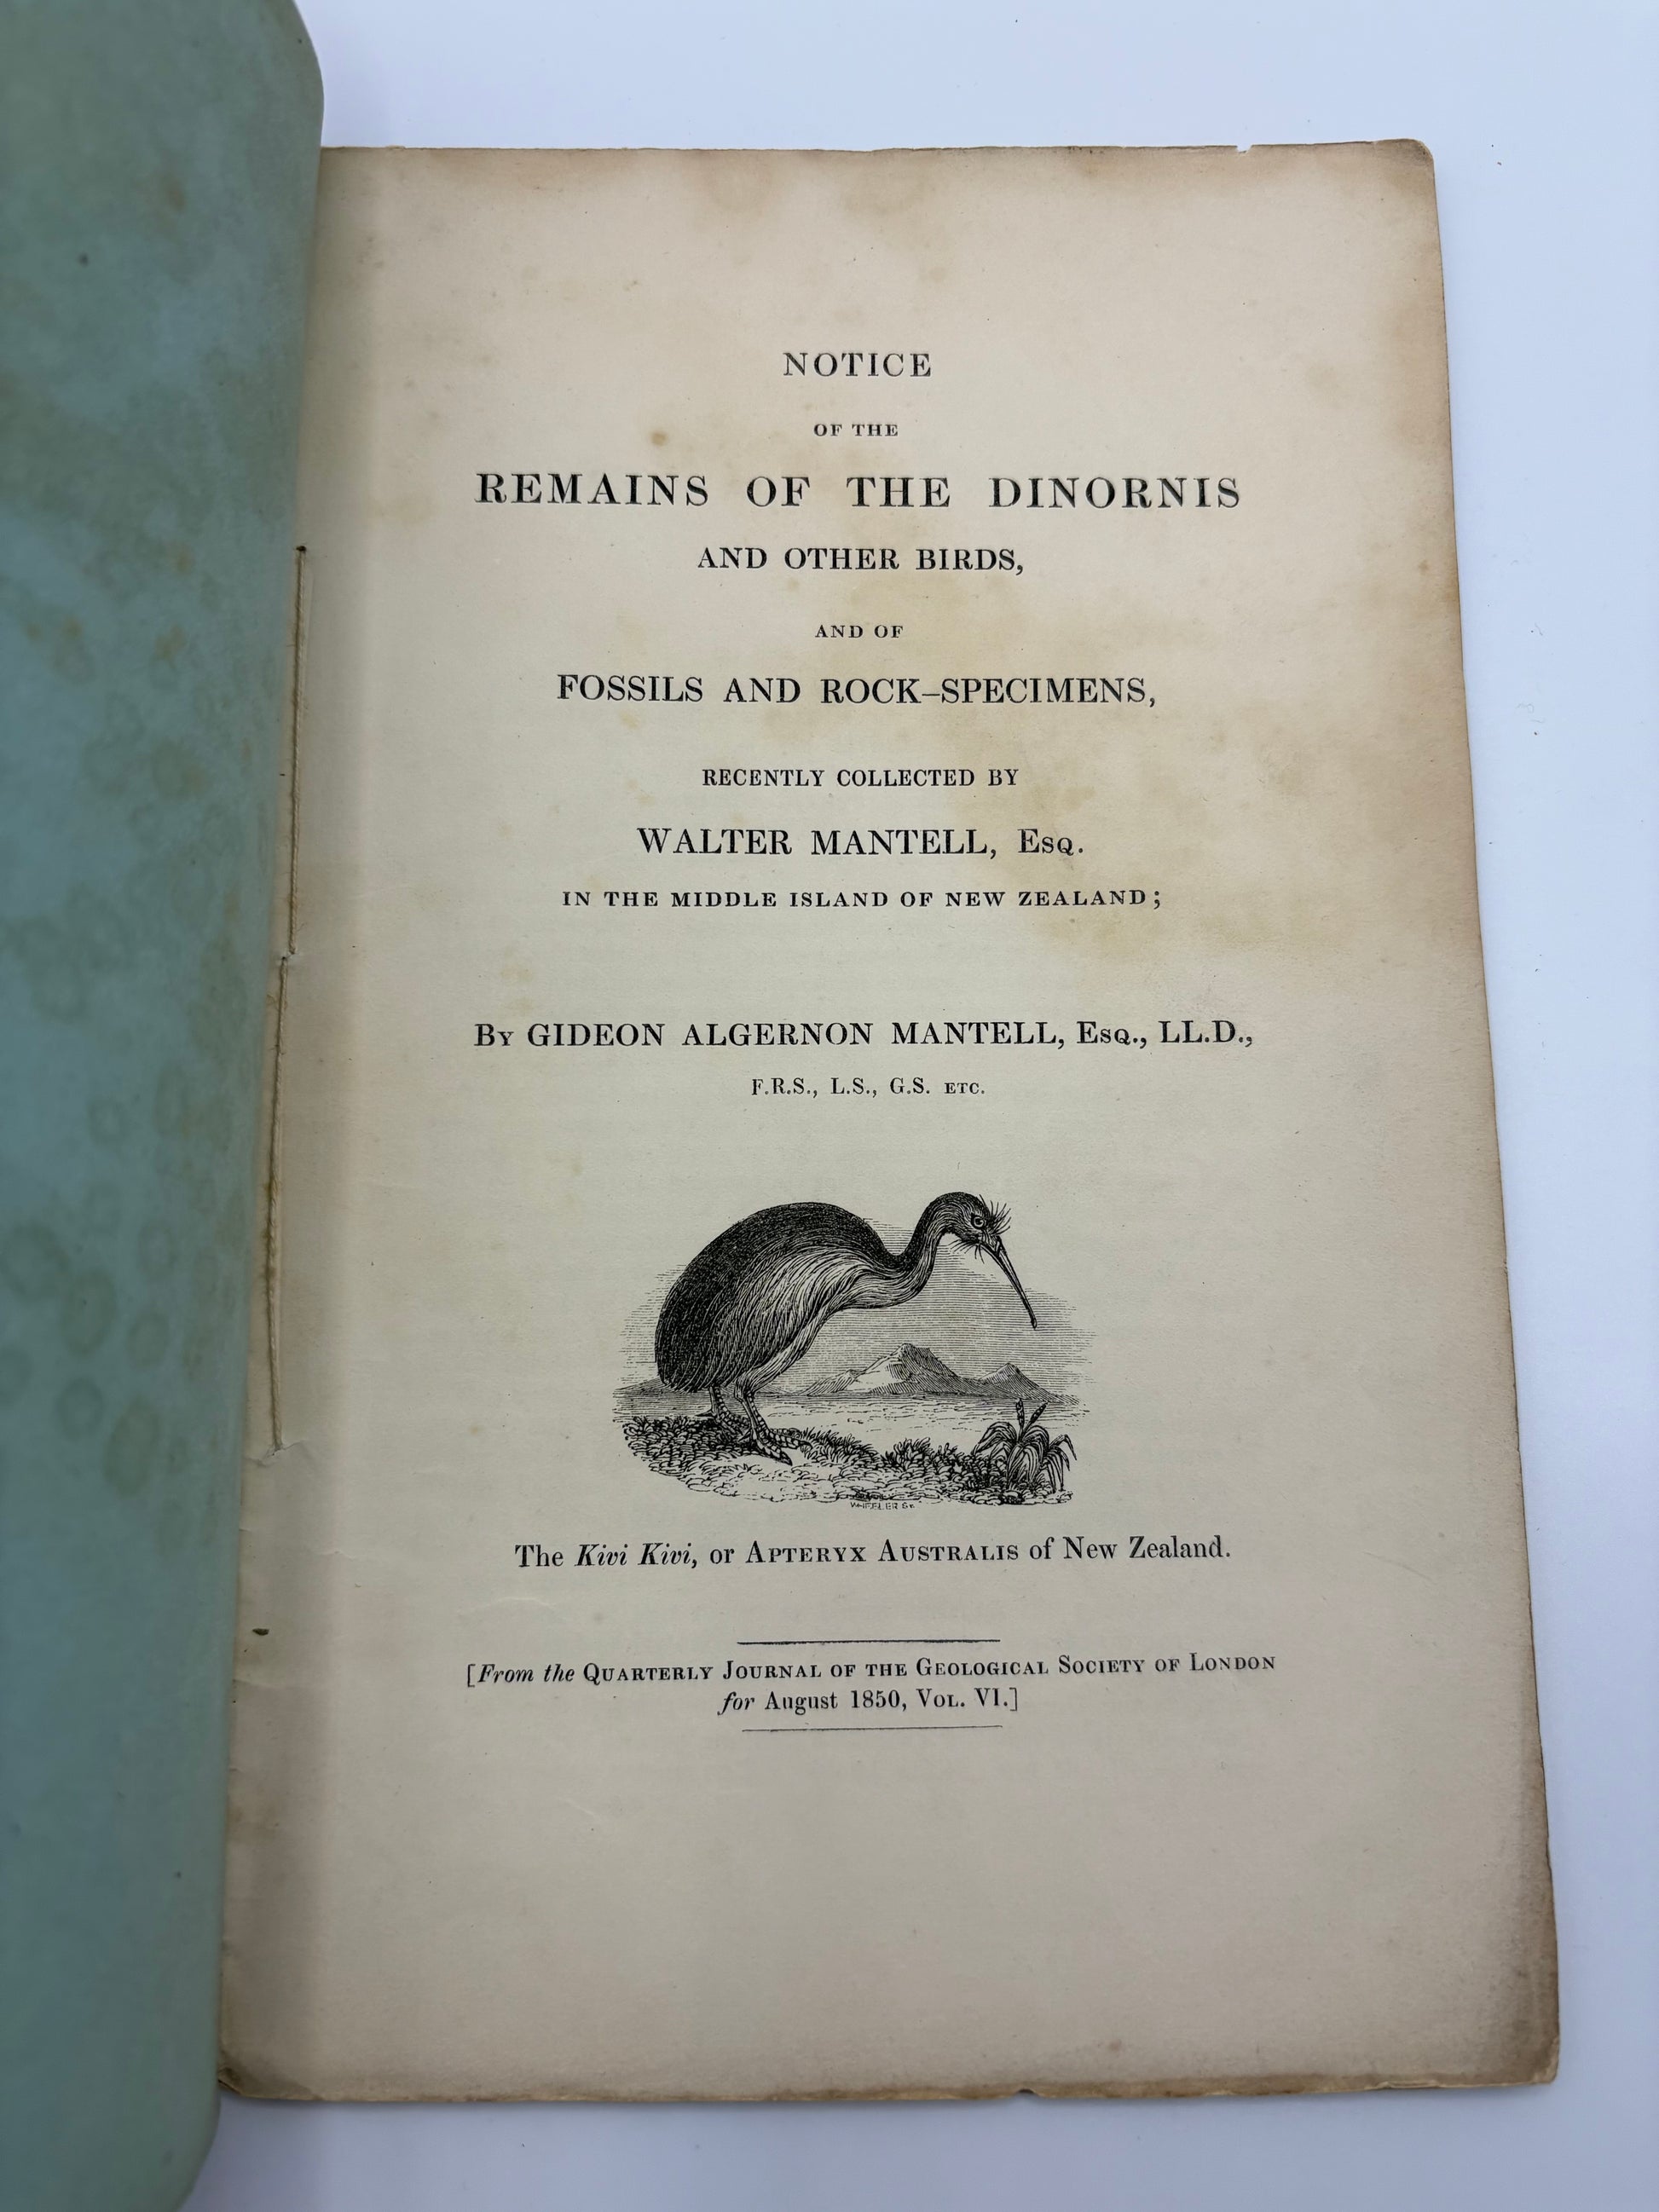 NOTICE
OF THE
REMAINS OF THE DINORNIS
AND OTHER BIRDS,
AND OF
FOSSILS AND ROCK-SPECIMENS,
RECENTLY COLLECTED BY
WALTER MANTELL, Esq.
IN THE MIDDLE ISLAND OF NEW ZEALAND;
By GIDEON ALGERNON MANTELL, Esq., LL.D.,
F.R.S., L.S., G.S. ETC.
WHEELER Sc
The Kivi Kivi, or APTERYX AUSTRALIS of New Zealand.
[From the QUARTERLY JOURNAL OF THE GEOLOGICAL SOCIETY OF LONDON
for August 1850, VOL. VI.]